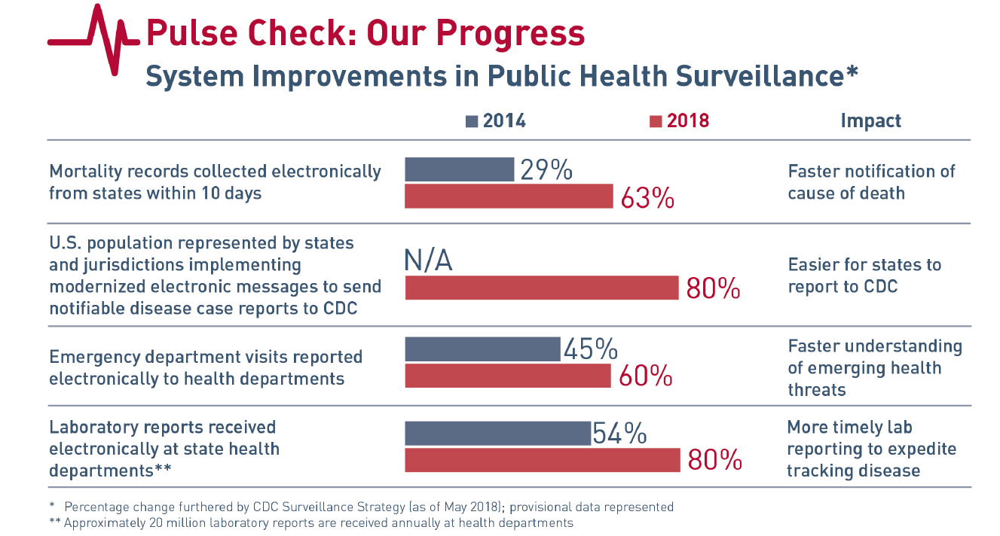 Pulse Check: Our Progress
System Improvements in Public Health Surveillance*
2014
2018
Impact
Mortality records collected electronically
from states within 10 days
29%
63%
Faster notification of
cause of death
U.S. population represented by states
and jurisdictions implementing
modernized electronic messages to send
notifiable disease case reports to CDC
N/A
80%
Easier for states to
report to CDC
Emergency department visits reported
electronically to health departments
45%
60%
Faster understanding
of emerging health
threats
Laboratory reports received
electronically at state health
departments**
54%
80%
More timely lab
reporting to expedite
tracking disease
* Percentage change furthered by CDC Surveillance Strategy (as of May 2018); provisional data represented
** Approximately 20 million laboratory reports are received annually at health departments